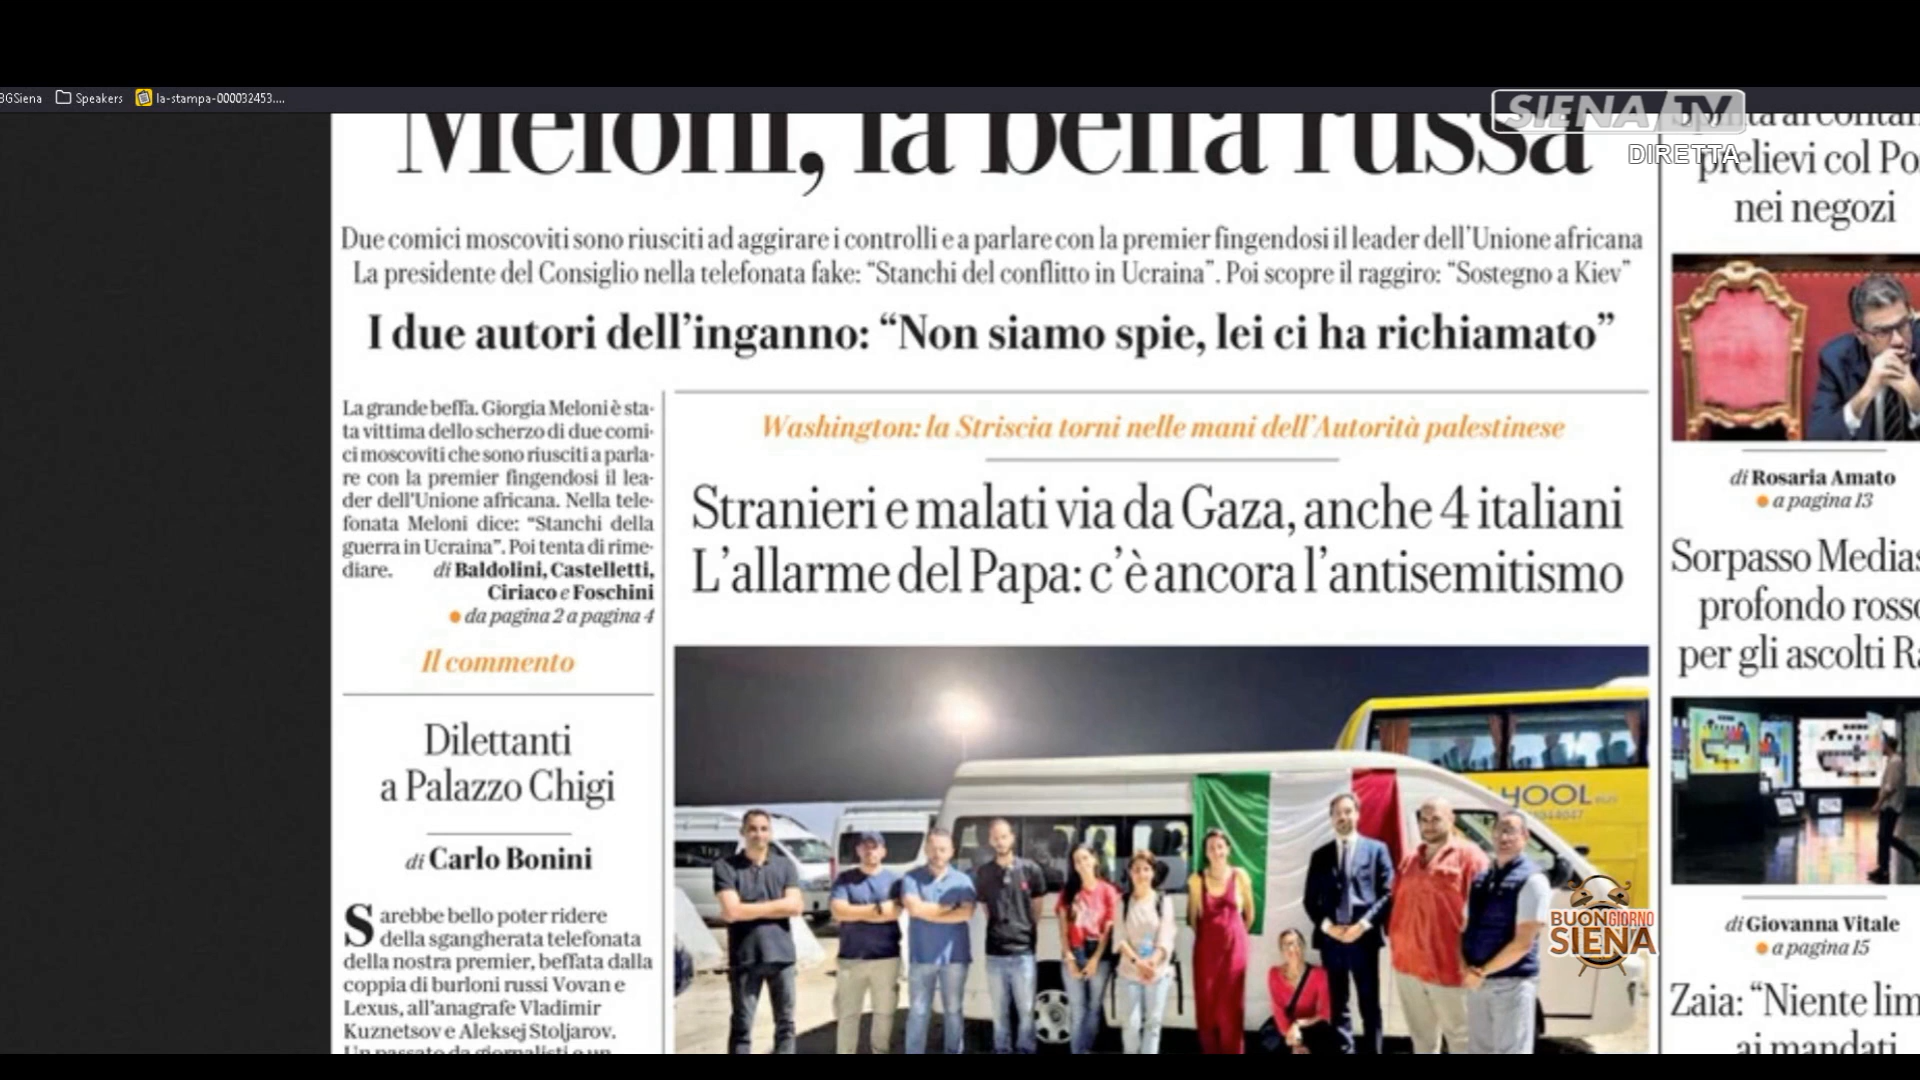 BGSiena Speakers la-stampa-000032453....
SIENA TV
DIRETTA
Meloni, la beffa russa
Due comici moscoviti sono riusciti ad aggirare i controlli e a parlare con la premier fingendosi il leader dell'Unione africana
La presidente del Consiglio nella telefonata fake: “Stanchi del conflitto in Ucraina”. Poi scopre il raggiro: “Sostegno a Kiev”
I due autori dell'inganno: “Non siamo spie, lei ci ha richiamato”
La grande beffa. Giorgia Meloni è sta-
ta vittima dello scherzo di due comi-
ci moscoviti che sono riusciti a parla-
re con la premier fingendosi il lea-
der dell'Unione africana. Nella tele-
fonata Meloni dice: “Stanchi della
guerra in Ucraina”. Poi tenta di rime-
diare. di Baldolini, Castelletti,
Ciriaco e Foschini
da pagina 2 a pagina 4
Il commento
Dilettanti
a Palazzo Chigi
di Carlo Bonini
Sarebbe bello poter ridere
della sgangherata telefonata
della nostra premier, beffata dalla
coppia di burloni russi Vovan e
Lexus, all'anagrafe Vladimir
Kuznetsov e Aleksej Stoljarov.
Washington: la Striscia torni nelle mani dell'Autorità palestinese
Stranieri e malati via da Gaza, anche 4 italiani
L'allarme del Papa: c'è ancora l'antisemitismo
HOOL
BUONGIORNO
SIENA
prelievi col Po
nei negozi
di Rosaria Amato
a pagina 13
Sorpasso Medias
profondo rosso
per gli ascolti Ra
di Giovanna Vitale
a pagina 15
Zaia: “Niente lim
ai mandati